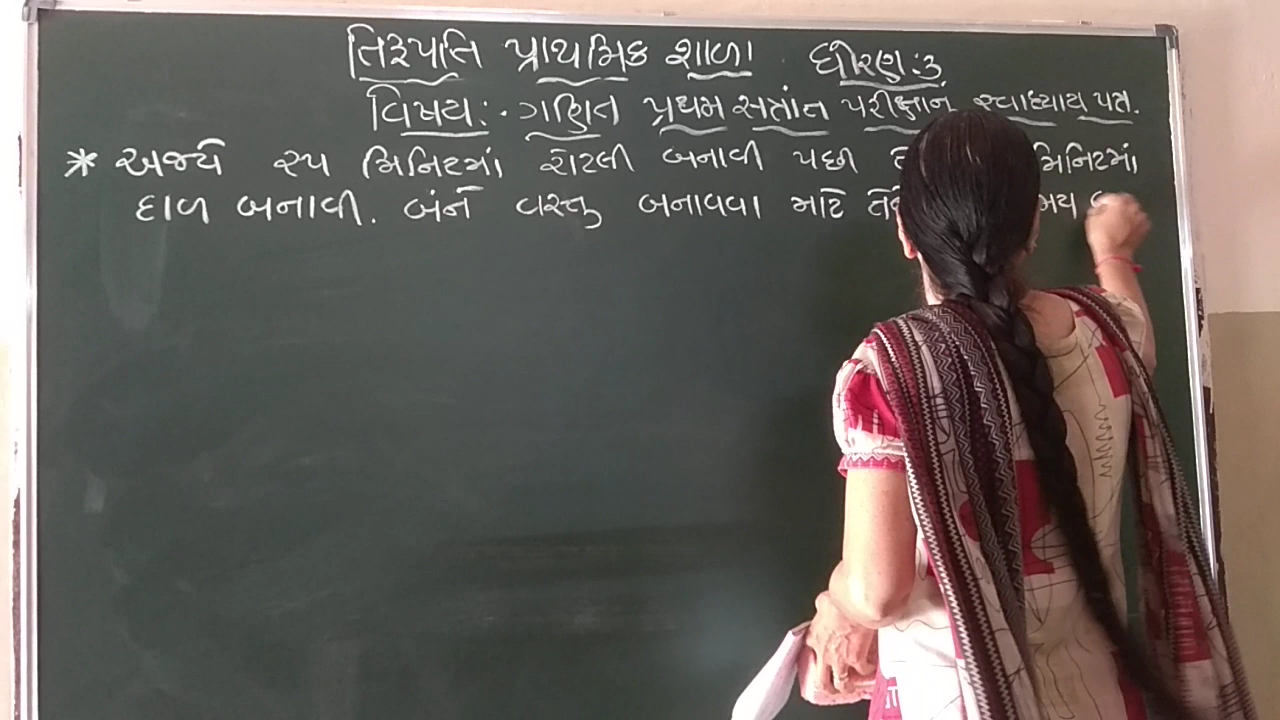 તિરૂપતિ પ્રાથમિક શાળા ધોરણ:૩
વિષય:- ગણિત પ્રથમ સત્રાંત પરીક્ષાનું સ્વાધ્યાય પત્ર.
* અજયે ૨૫ મિનિટમાં રોટલી બનાવી પછી મિનિટમાં
દાળ બનાવી. બંને વસ્તુ બનાવવા માટે